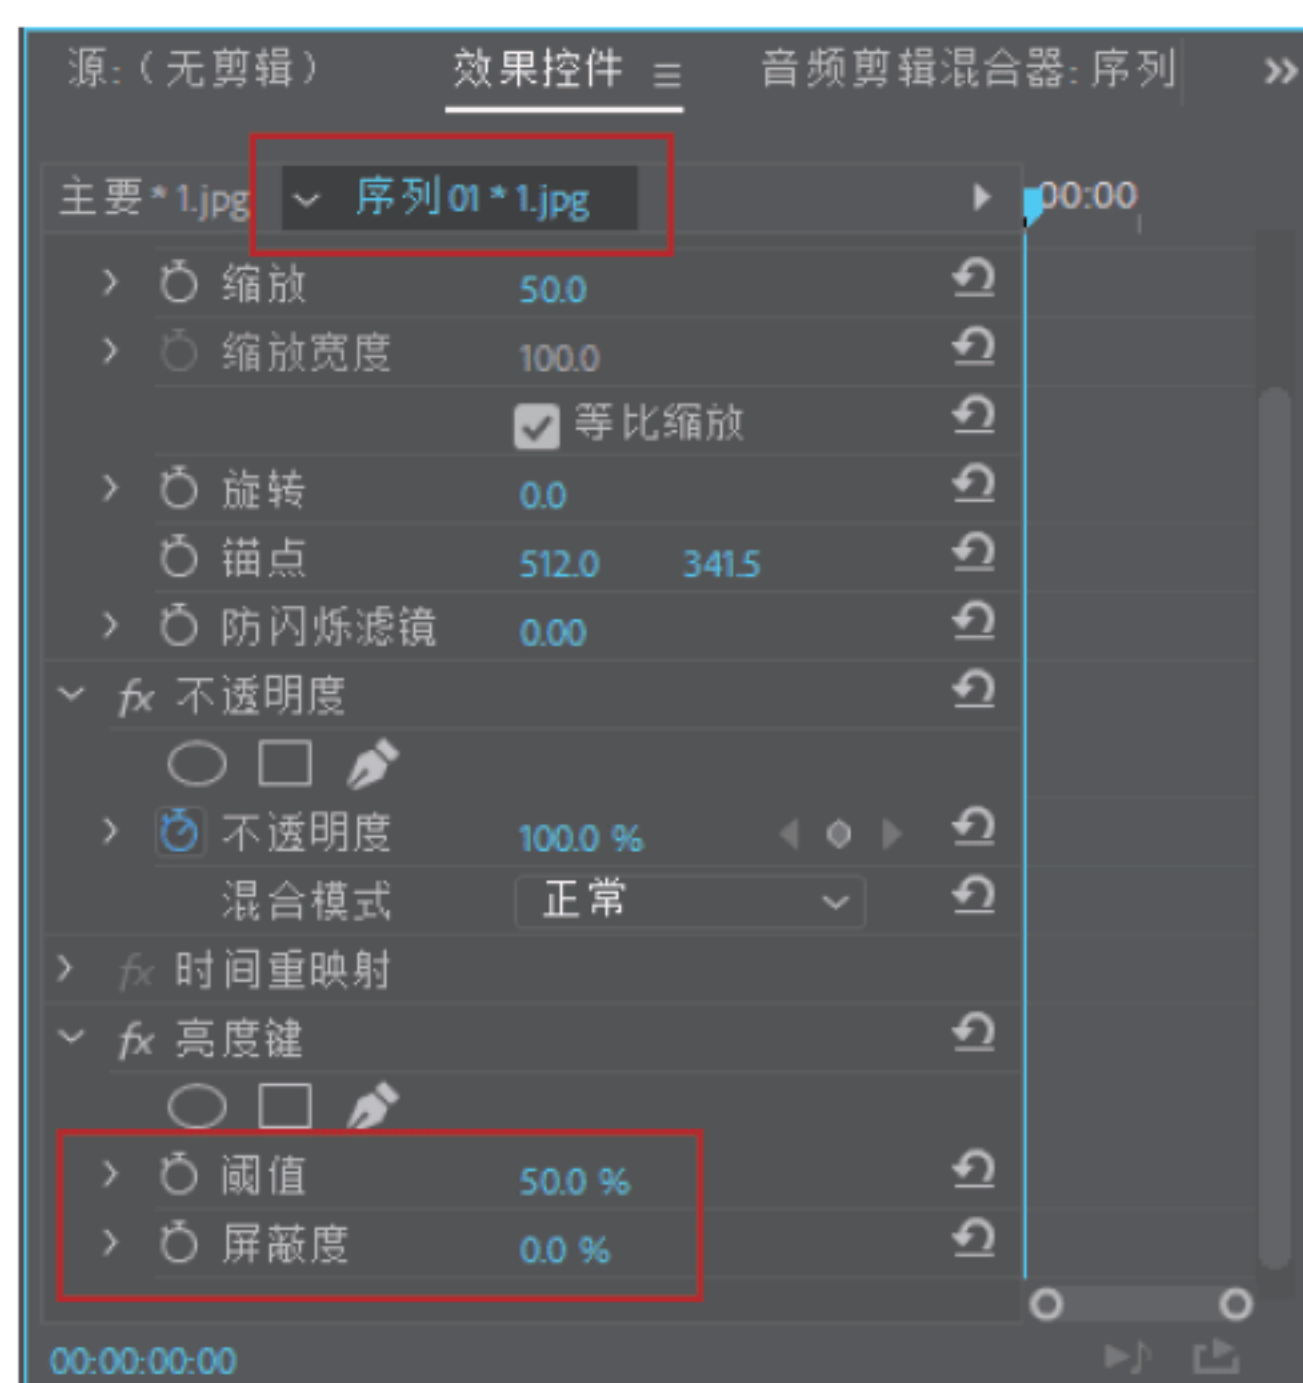 源:（无剪辑） 效果控件 ≡ 音频剪辑混合器: 序列 »
主要 * 1.jpg 序列 01 * 1.jpg 00:00
缩放 50.0
缩放宽度 100.0
等比缩放
旋转 0.0
锚点 512.0 341.5
防闪烁滤镜 0.00
fx 不透明度
不透明度 100.0 %
混合模式 正常
fx 时间重映射
fx 亮度键
阈值 50.0 %
屏蔽度 0.0 %
00:00:00:00